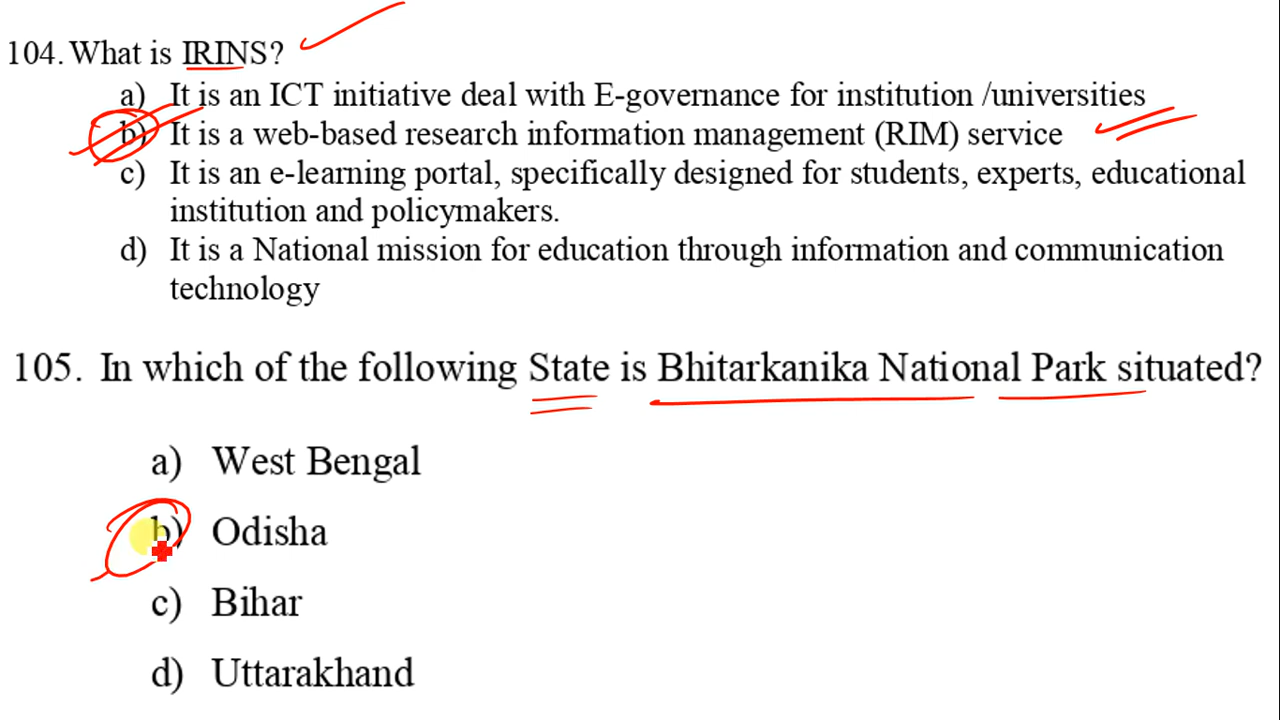 104. What is IRINS?
a) It is an ICT initiative deal with E-governance for institution /universities
b) It is a web-based research information management (RIM) service
c) It is an e-learning portal, specifically designed for students, experts, educational
institution and policymakers.
d) It is a National mission for education through information and communication
technology
105. In which of the following State is Bhitarkanika National Park situated?
a) West Bengal
b) Odisha
c) Bihar
d) Uttarakhand